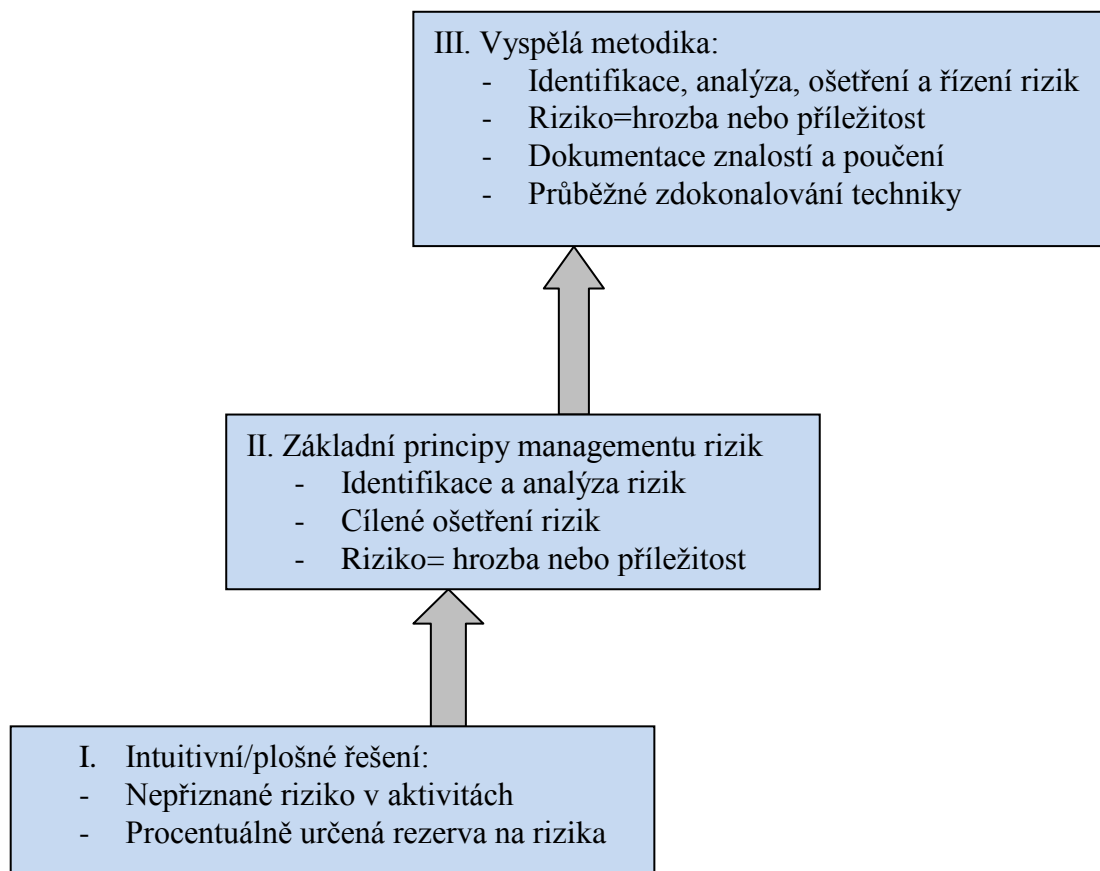 III. Vyspělá metodika:
- Identifikace, analýza, ošetření a řízení rizik
- Riziko=hrozba nebo příležitost
- Dokumentace znalostí a poučení
- Průběžné zdokonalování techniky
II. Základní principy managementu rizik
- Identifikace a analýza rizik
- Cílené ošetření rizik
- Riziko= hrozba nebo příležitost
I. Intuitivní/plošné řešení:
- Nepřiznané riziko v aktivitách
- Procentuálně určená rezerva na rizika